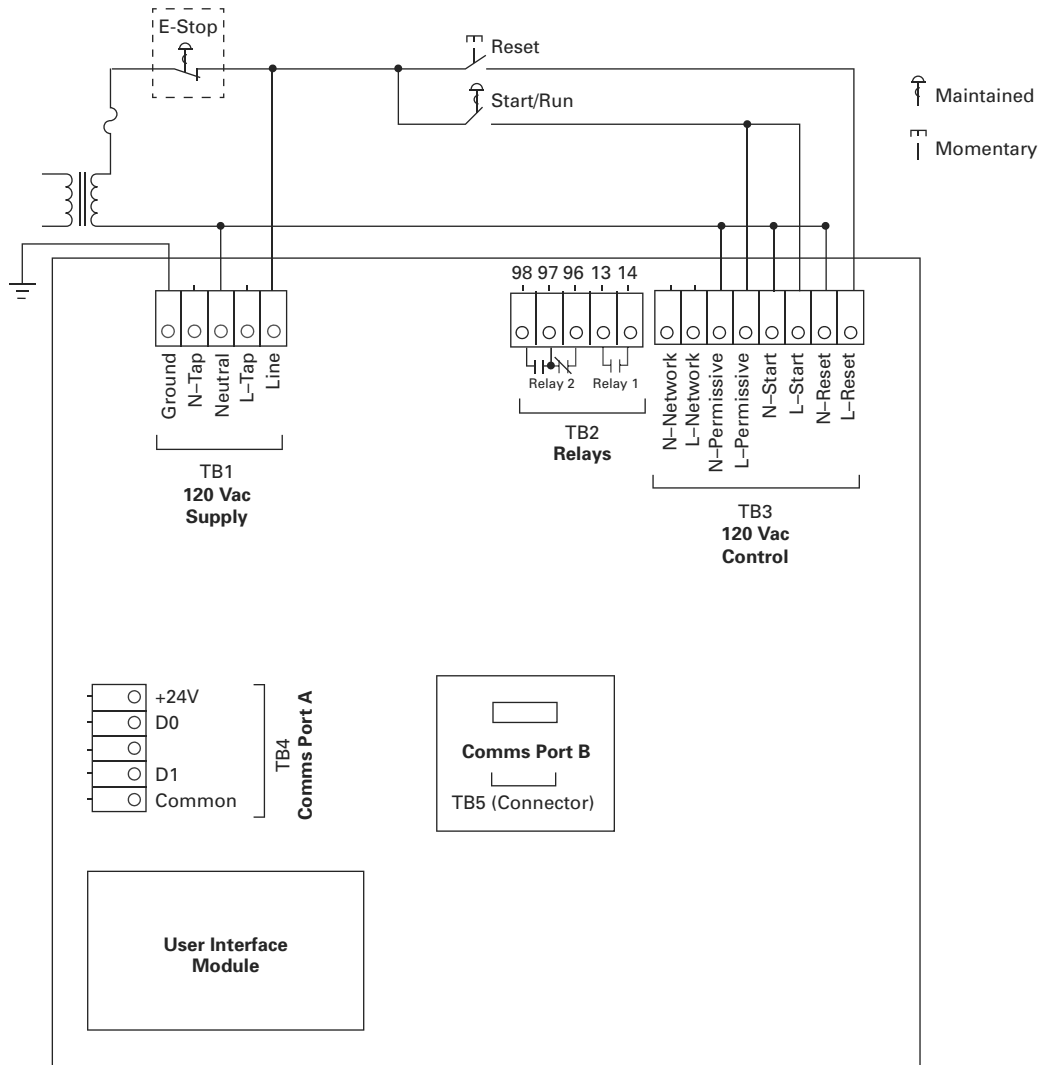 E-Stop
Reset
Start/Run
Maintained
Momentary
98 97 96 13 14
Ground
N–Tap
Neutral
L–Tap
Line
TB1
120 Vac
Supply
Relay 2
Relay 1
TB2
Relays
N–Network
L–Network
N–Permissive
L–Permissive
N–Start
L–Start
N–Reset
L–Reset
TB3
120 Vac
Control
+24V
D0
D1
Common
TB4
Comms Port A
Comms Port B
TB5 (Connector)
User Interface
Module